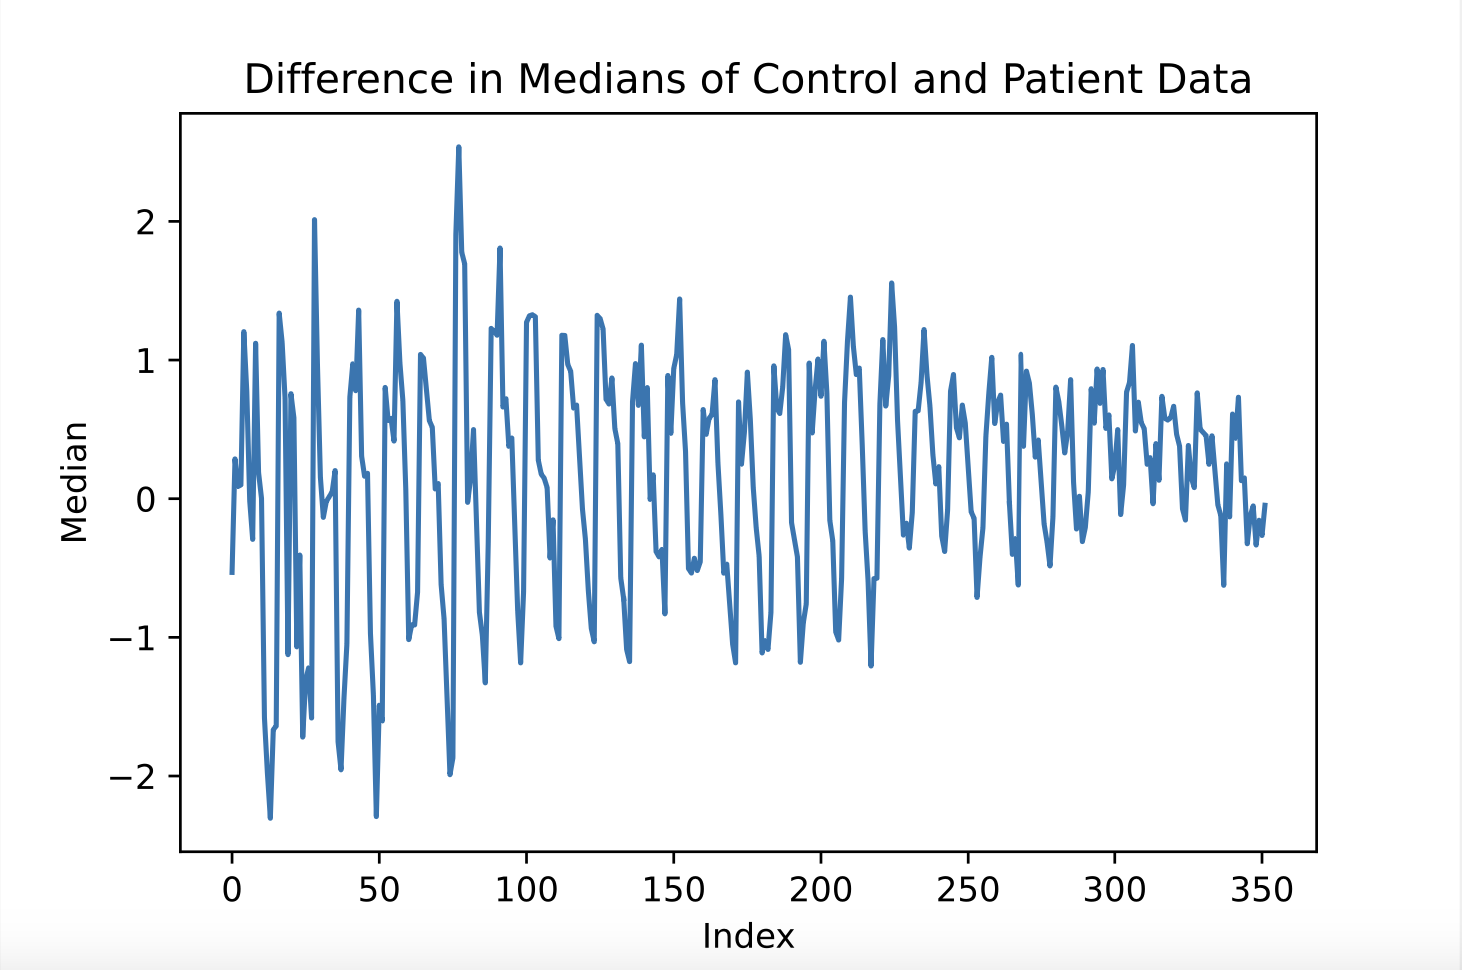 Difference in Medians of Control and Patient Data
2
1
0
−1
−2
Median
0 50 100 150 200 250 300 350
Index